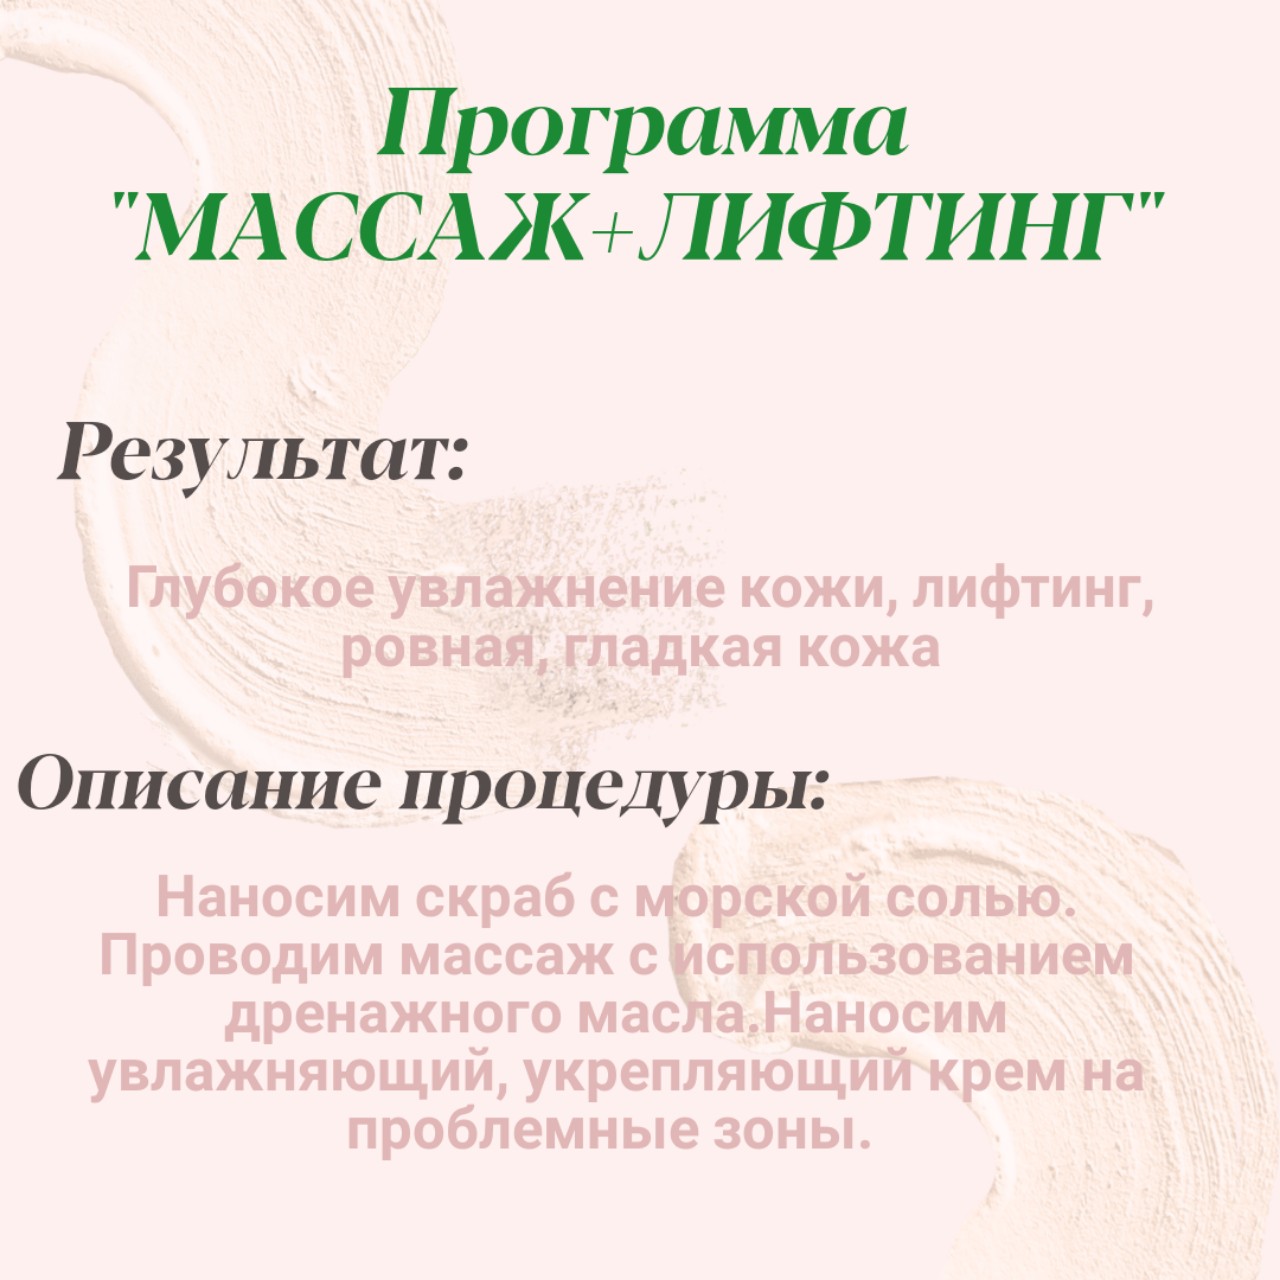 Программа
"МАССАЖ+ЛИФТИНГ"
Результат:
Глубокое увлажнение кожи, лифтинг,
ровная, гладкая кожа
Описание процедуры:
Наносим скраб с морской солью.
Проводим массаж с использованием
дренажного масла.Наносим
увлажняющий, укрепляющий крем на
проблемные зоны.